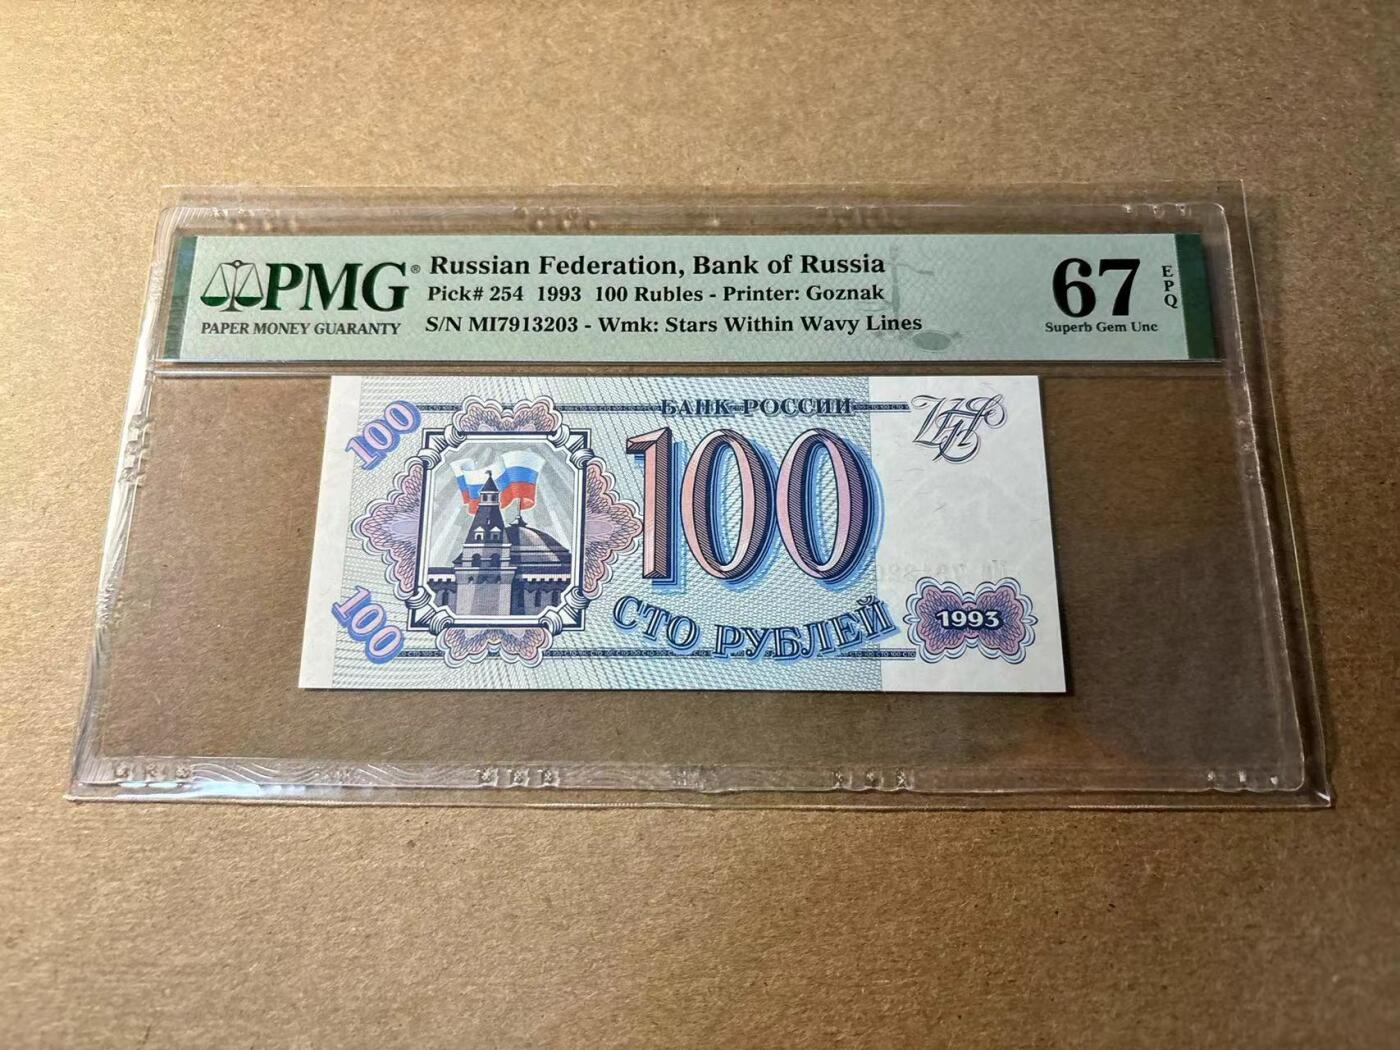 PMG®
PAPER MONEY GUARANTY
Russian Federation, Bank of Russia
Pick# 254 1993 100 Rubles - Printer: Goznak
S/N MI7913203 - Wmk: Stars Within Wavy Lines
67
EPQ
Superb Gem Unc
БАНК РОССИИ
100
100
100
СТО РУБЛЕЙ
1993